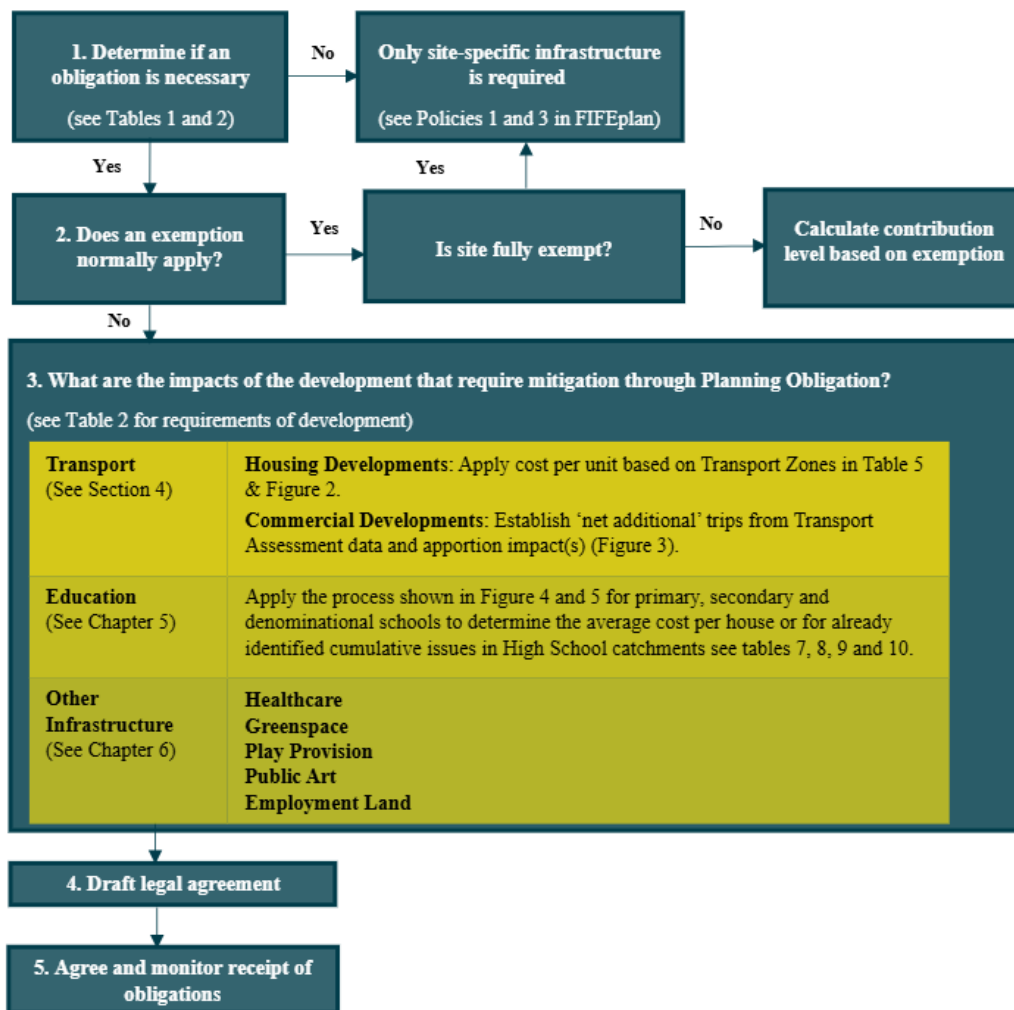 1. Determine if an
obligation is necessary
(see Tables 1 and 2)
No
Only site-specific infrastructure
is required
(see Policies 1 and 3 in FIFEplan)
Yes
Yes
2. Does an exemption
normally apply?
Yes
Is site fully exempt?
No
Calculate contribution
level based on exemption
No
3. What are the impacts of the development that require mitigation through Planning Obligation?
(see Table 2 for requirements of development)
Transport
(See Section 4)
Housing Developments: Apply cost per unit based on Transport Zones in Table 5
& Figure 2.
Commercial Developments: Establish ‘net additional’ trips from Transport
Assessment data and apportion impact(s) (Figure 3).
Education
(See Chapter 5)
Apply the process shown in Figure 4 and 5 for primary, secondary and
denominational schools to determine the average cost per house or for already
identified cumulative issues in High School catchments see tables 7, 8, 9 and 10.
Other
Infrastructure
(See Chapter 6)
Healthcare
Greenspace
Play Provision
Public Art
Employment Land
4. Draft legal agreement
5. Agree and monitor receipt of
obligations